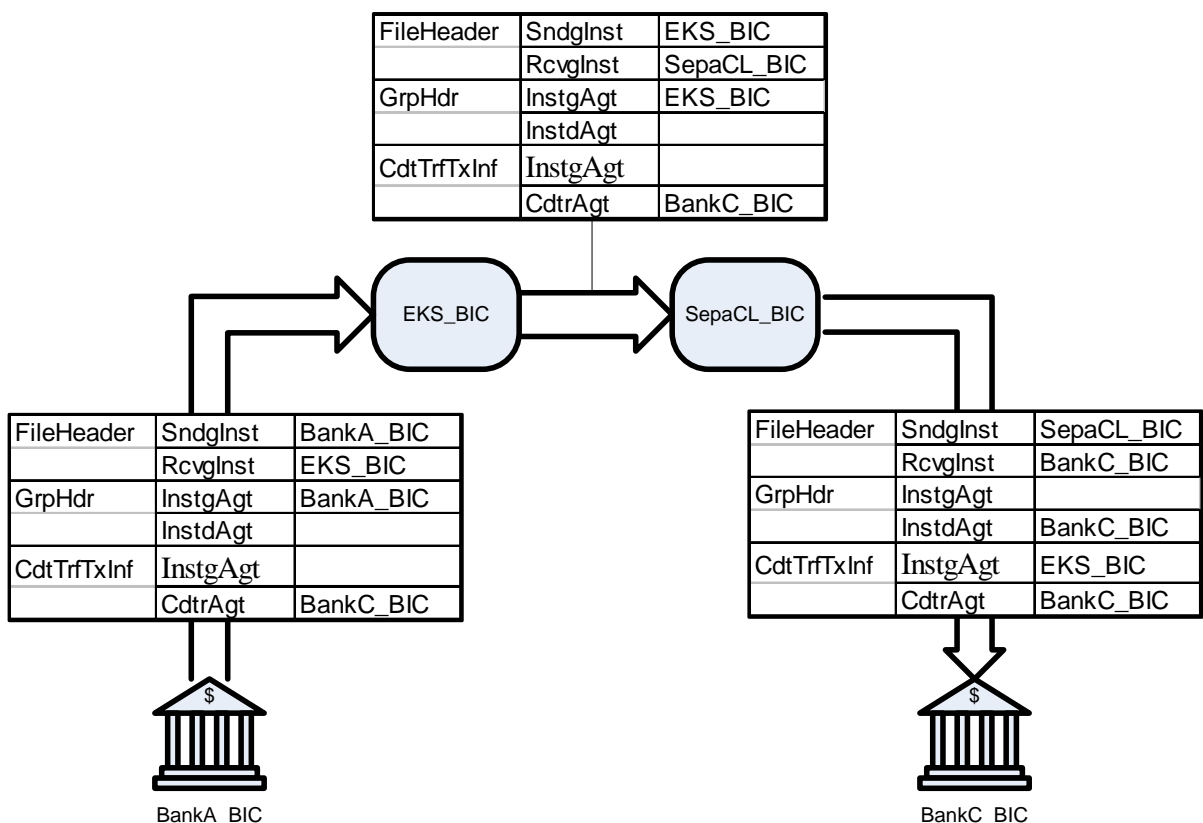 FileHeader SndgInst EKS_BIC
RcvgInst SepaCL_BIC
GrpHdr InstgAgt EKS_BIC
InstdAgt
CdtTrfTxInf InstgAgt
CdtrAgt BankC_BIC
EKS_BIC
SepaCL_BIC
FileHeader SndgInst BankA_BIC
RcvgInst EKS_BIC
GrpHdr InstgAgt BankA_BIC
InstdAgt
CdtTrfTxInf InstgAgt
CdtrAgt BankC_BIC
FileHeader SndgInst SepaCL_BIC
RcvgInst BankC_BIC
GrpHdr InstgAgt
InstdAgt BankC_BIC
CdtTrfTxInf InstgAgt EKS_BIC
CdtrAgt BankC_BIC
$
$
BankA_BIC
BankC_BIC